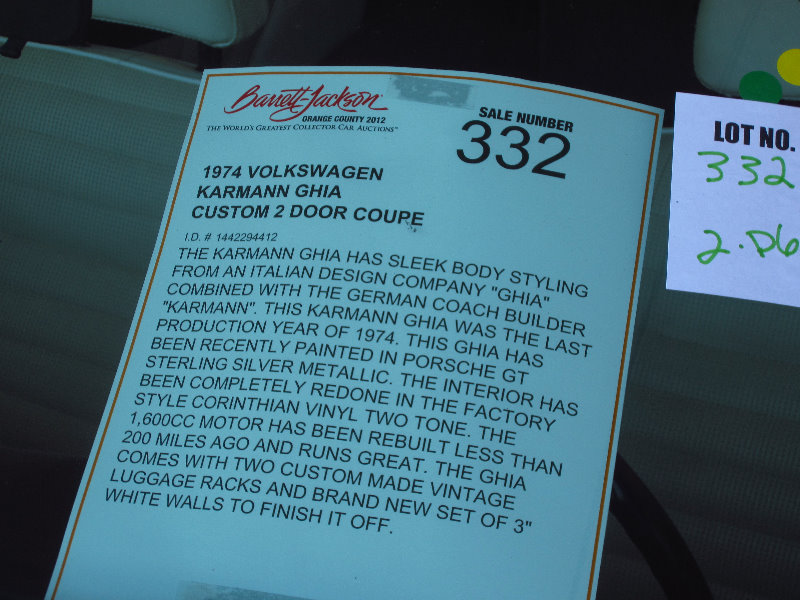 Barrett-Jackson
ORANGE COUNTY 2012
THE WORLD'S GREATEST COLLECTOR CAR AUCTIONS™
SALE NUMBER
332
1974 VOLKSWAGEN
KARMANN GHIA
CUSTOM 2 DOOR COUPE
I.D. # 1442294412
THE KARMANN GHIA HAS SLEEK BODY STYLING
FROM AN ITALIAN DESIGN COMPANY "GHIA"
COMBINED WITH THE GERMAN COACH BUILDER
"KARMANN". THIS KARMANN GHIA WAS THE LAST
PRODUCTION YEAR OF 1974. THIS GHIA HAS
BEEN RECENTLY PAINTED IN PORSCHE GT
STERLING SILVER METALLIC. THE INTERIOR HAS
BEEN COMPLETELY REDONE IN THE FACTORY
STYLE CORINTHIAN VINYL TWO TONE. THE
1,600CC MOTOR HAS BEEN REBUILT LESS THAN
200 MILES AGO AND RUNS GREAT. THE GHIA
COMES WITH TWO CUSTOM MADE VINTAGE
LUGGAGE RACKS AND BRAND NEW SET OF 3"
WHITE WALLS TO FINISH IT OFF.
LOT NO.
332